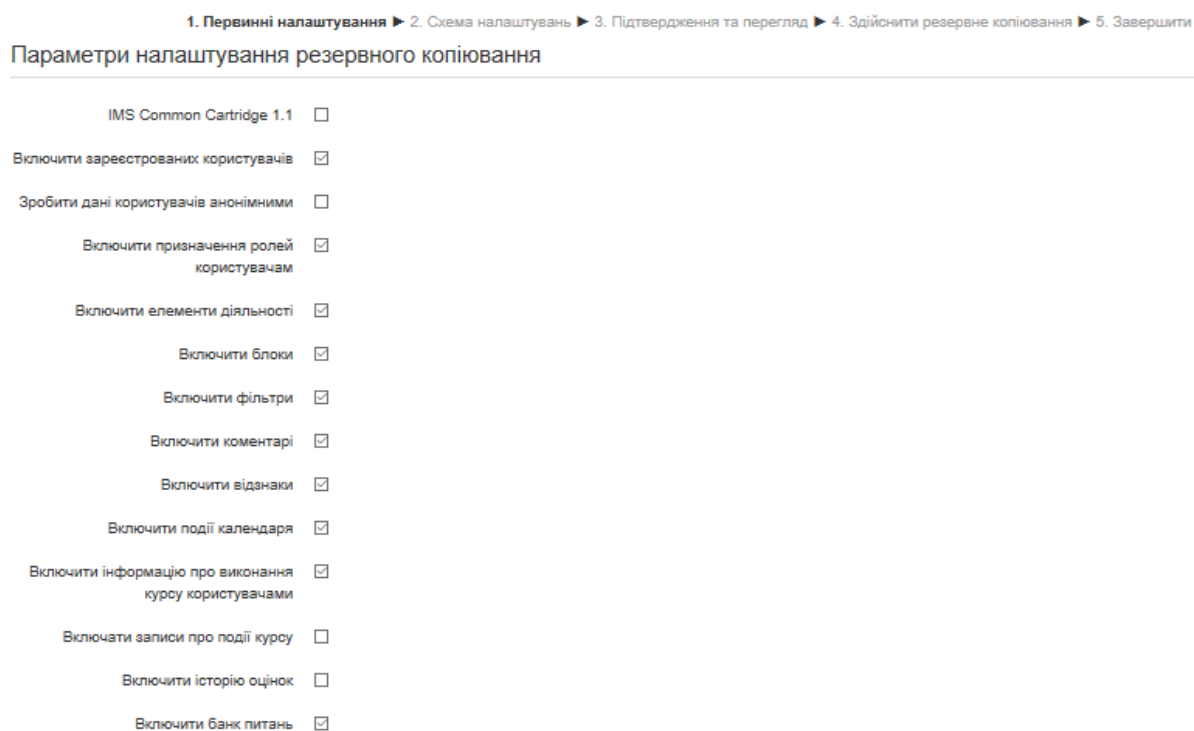 1. Первинні налаштування ► 2. Схема налаштувань ► 3. Підтвердження та перегляд ► 4. Здійснити резервне копіювання ► 5. Завершити
Параметри налаштування резервного копіювання
IMS Common Cartridge 1.1
Включити зареєстрованих користувачів
Зробити дані користувачів анонімними
Включити призначення ролей
користувачам
Включити елементи діяльності
Включити блоки
Включити фільтри
Включити коментарі
Включити відзнаки
Включити події календаря
Включити інформацію про виконання
курсу користувачами
Включати записи про події курсу
Включити історію оцінок
Включити банк питань